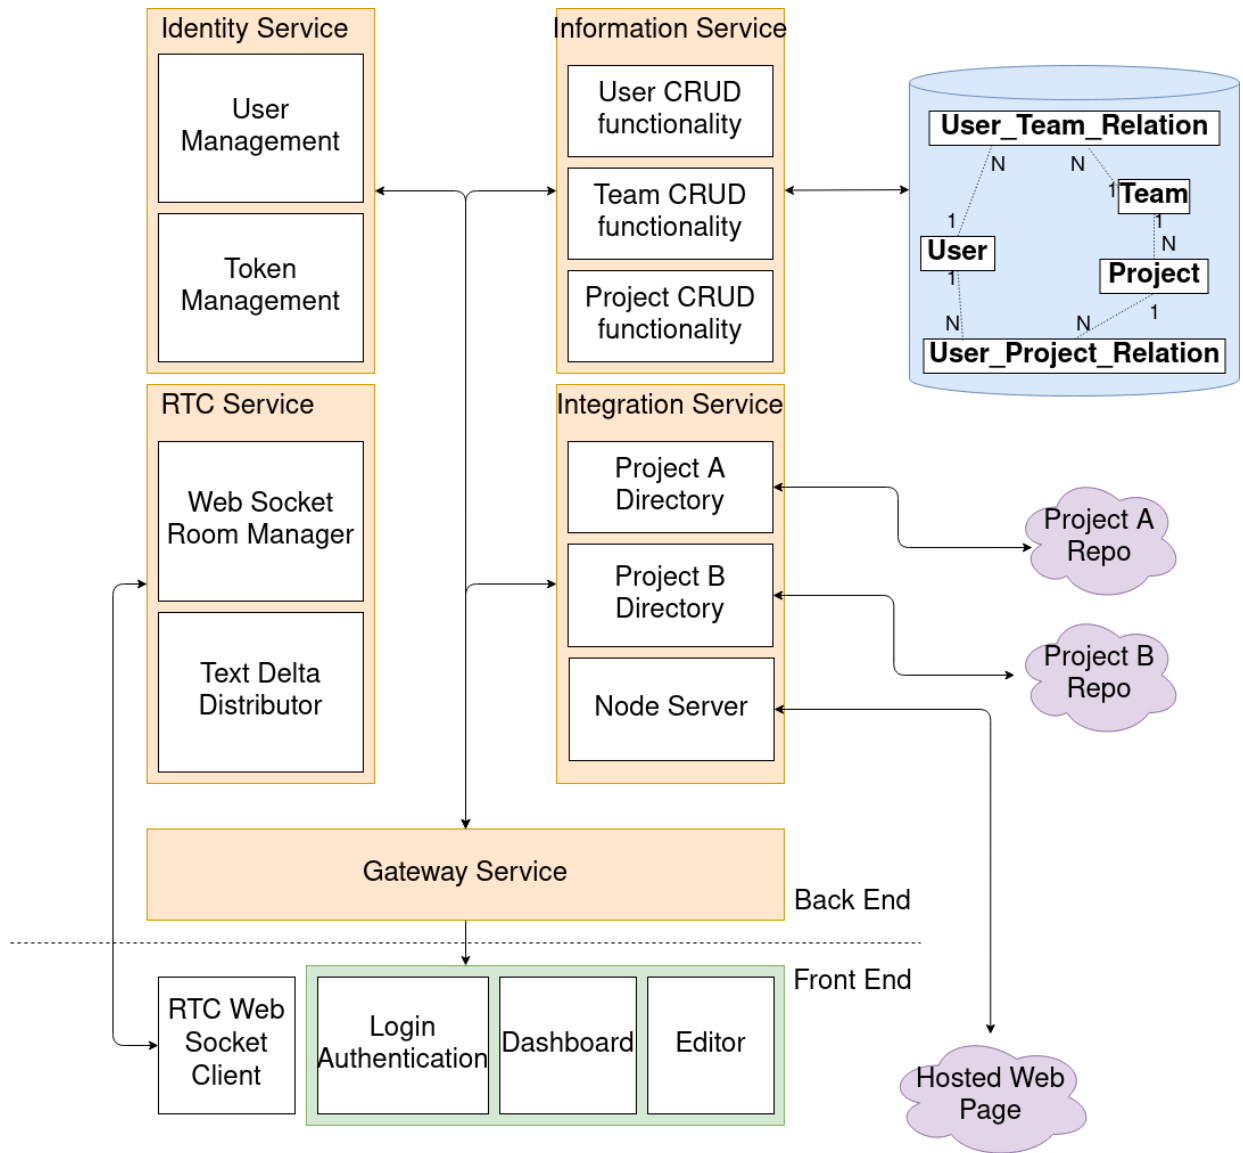 Identity Service
User
Management
Token
Management
Information Service
User CRUD
functionality
Team CRUD
functionality
Project CRUD
functionality
User_Team_Relation
N
N
1
Team
1
1
N
User
1
Project
1
N
N
User_Project_Relation
RTC Service
Web Socket
Room Manager
Text Delta
Distributor
Integration Service
Project A
Directory
Project B
Directory
Node Server
Project A
Repo
Project B
Repo
Gateway Service
Back End
Front End
RTC Web
Socket
Client
Login
Authentication
Dashboard
Editor
Hosted Web
Page